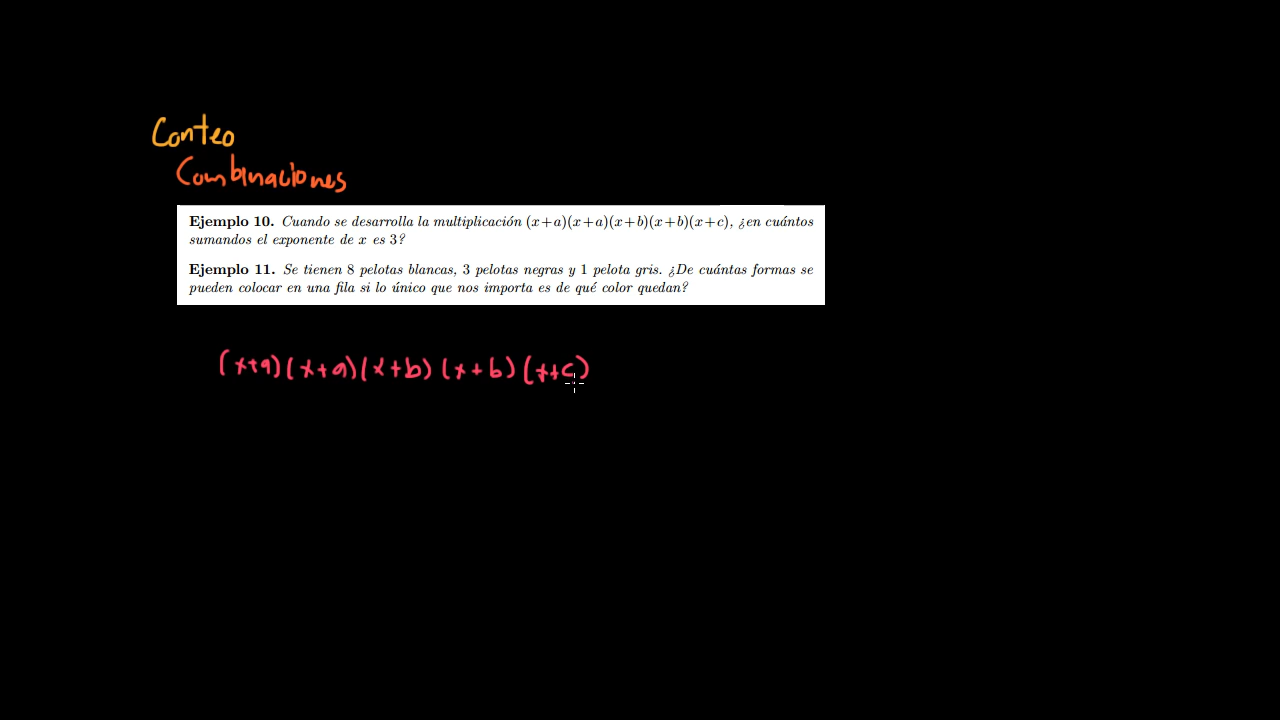 Conteo
Combinaciones
Ejemplo 10. Cuando se desarrolla la multiplicación (x+a)(x+a)(x+b)(x+b)(x+c), ¿en cuántos
sumandos el exponente de x es 3?
Ejemplo 11. Se tienen 8 pelotas blancas, 3 pelotas negras y 1 pelota gris. ¿De cuántas formas se
pueden colocar en una fila si lo único que nos importa es de qué color quedan?
(x+a)(x+a)(x+b)(x+b)(x+c)